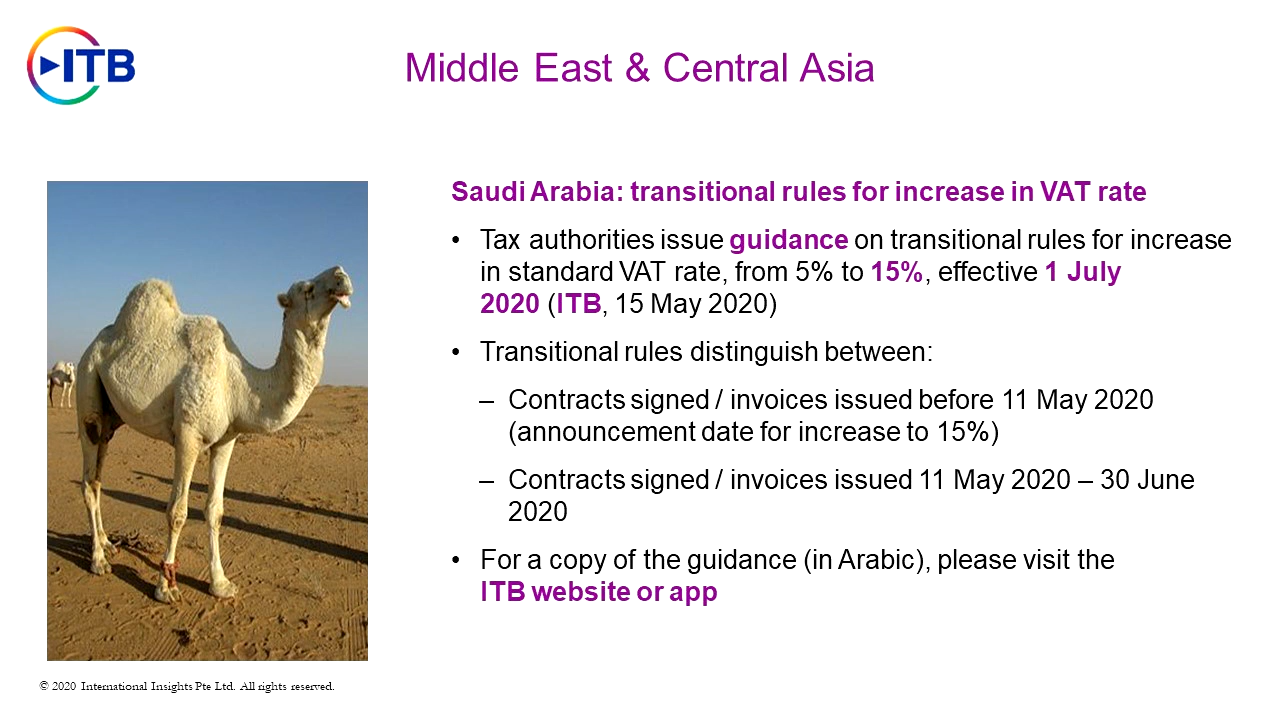 ITB
Middle East & Central Asia
Saudi Arabia: transitional rules for increase in VAT rate
• Tax authorities issue guidance on transitional rules for increase
in standard VAT rate, from 5% to 15%, effective 1 July
2020 (ITB, 15 May 2020)
• Transitional rules distinguish between:
– Contracts signed / invoices issued before 11 May 2020
(announcement date for increase to 15%)
– Contracts signed / invoices issued 11 May 2020 – 30 June
2020
• For a copy of the guidance (in Arabic), please visit the
ITB website or app
© 2020 International Insights Pte Ltd. All rights reserved.